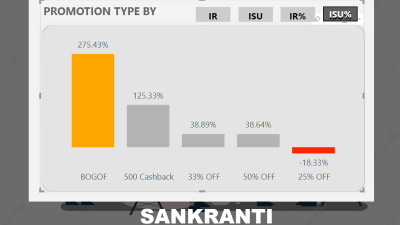 PROMOTION TYPE BY
IR ISU IR% ISU%
275.43%
125.33%
38.89% 38.64%
-18.33%
BOGOF 500 Cashback 33% OFF 50% OFF 25% OFF
SANKRANTI